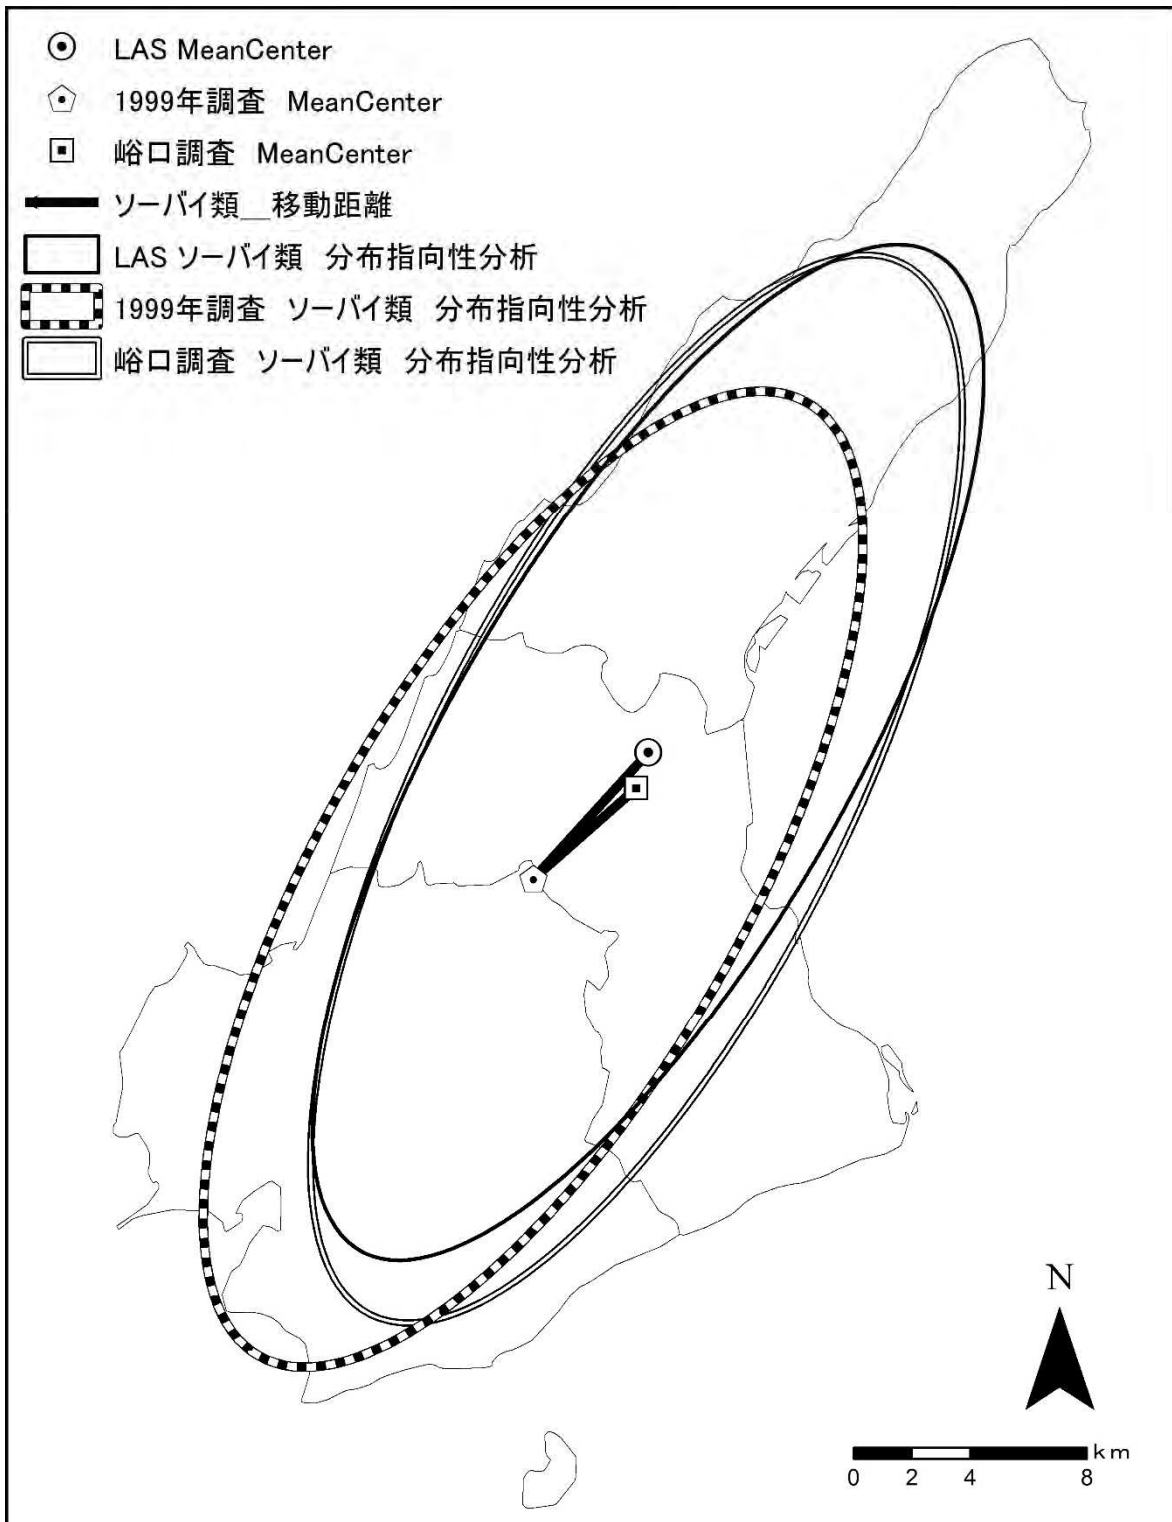 LAS MeanCenter
1999年調査 MeanCenter
峪口調査 MeanCenter
ソーバイ類__移動距離
LAS ソーバイ類 分布指向性分析
1999年調査 ソーバイ類 分布指向性分析
峪口調査 ソーバイ類 分布指向性分析
N
km
0 2 4 8